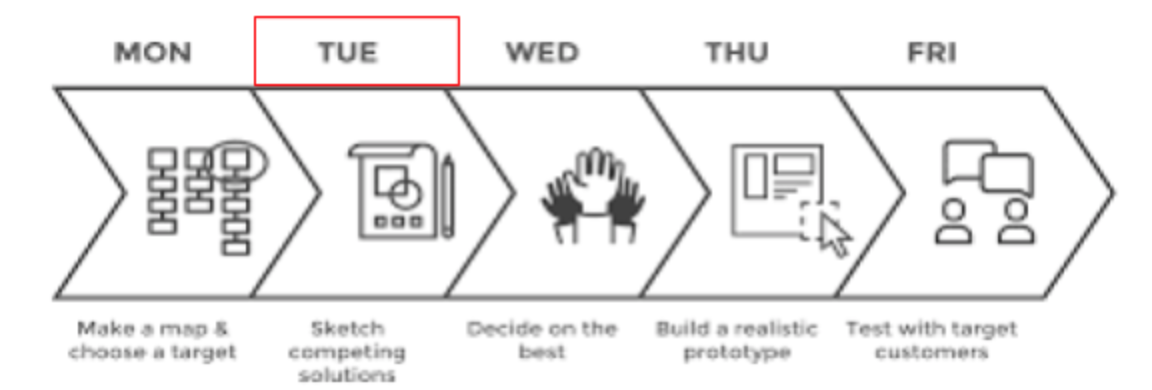 MON
TUE
WED
THU
FRI
Make a map &
choose a target
Sketch
competing
solutions
Decide on the
best
Build a realistic
prototype
Test with target
customers